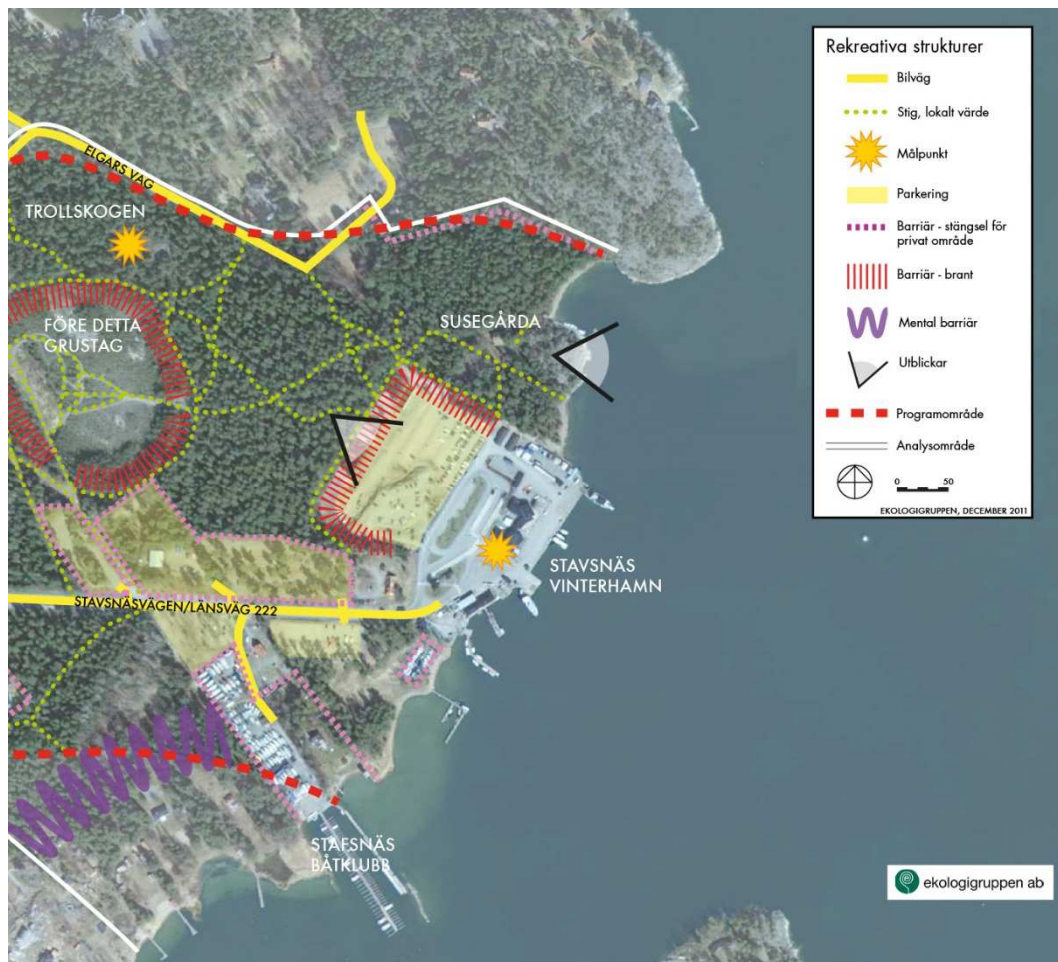 Rekreativa strukturer
Bilväg
Stig, lokalt värde
Målpunkt
Parkering
Barriär - stängsel för
privat område
Barriär - brant
Mental barriär
Utblickar
Programområde
Analysområde
0 50
EKOLOGIGRUPPEN, DECEMBER 2011
ELGARS VÄG
TROLLSKOGEN
FÖRE DETTA
GRUSTAG
SUSEGÅRDA
STAVSNÄS
VINTERHAMN
STAVSNÄSVÄGEN/LÄNSVÄG 222
STAFSNÄS
BÅTKLUBB
ekologigruppen ab